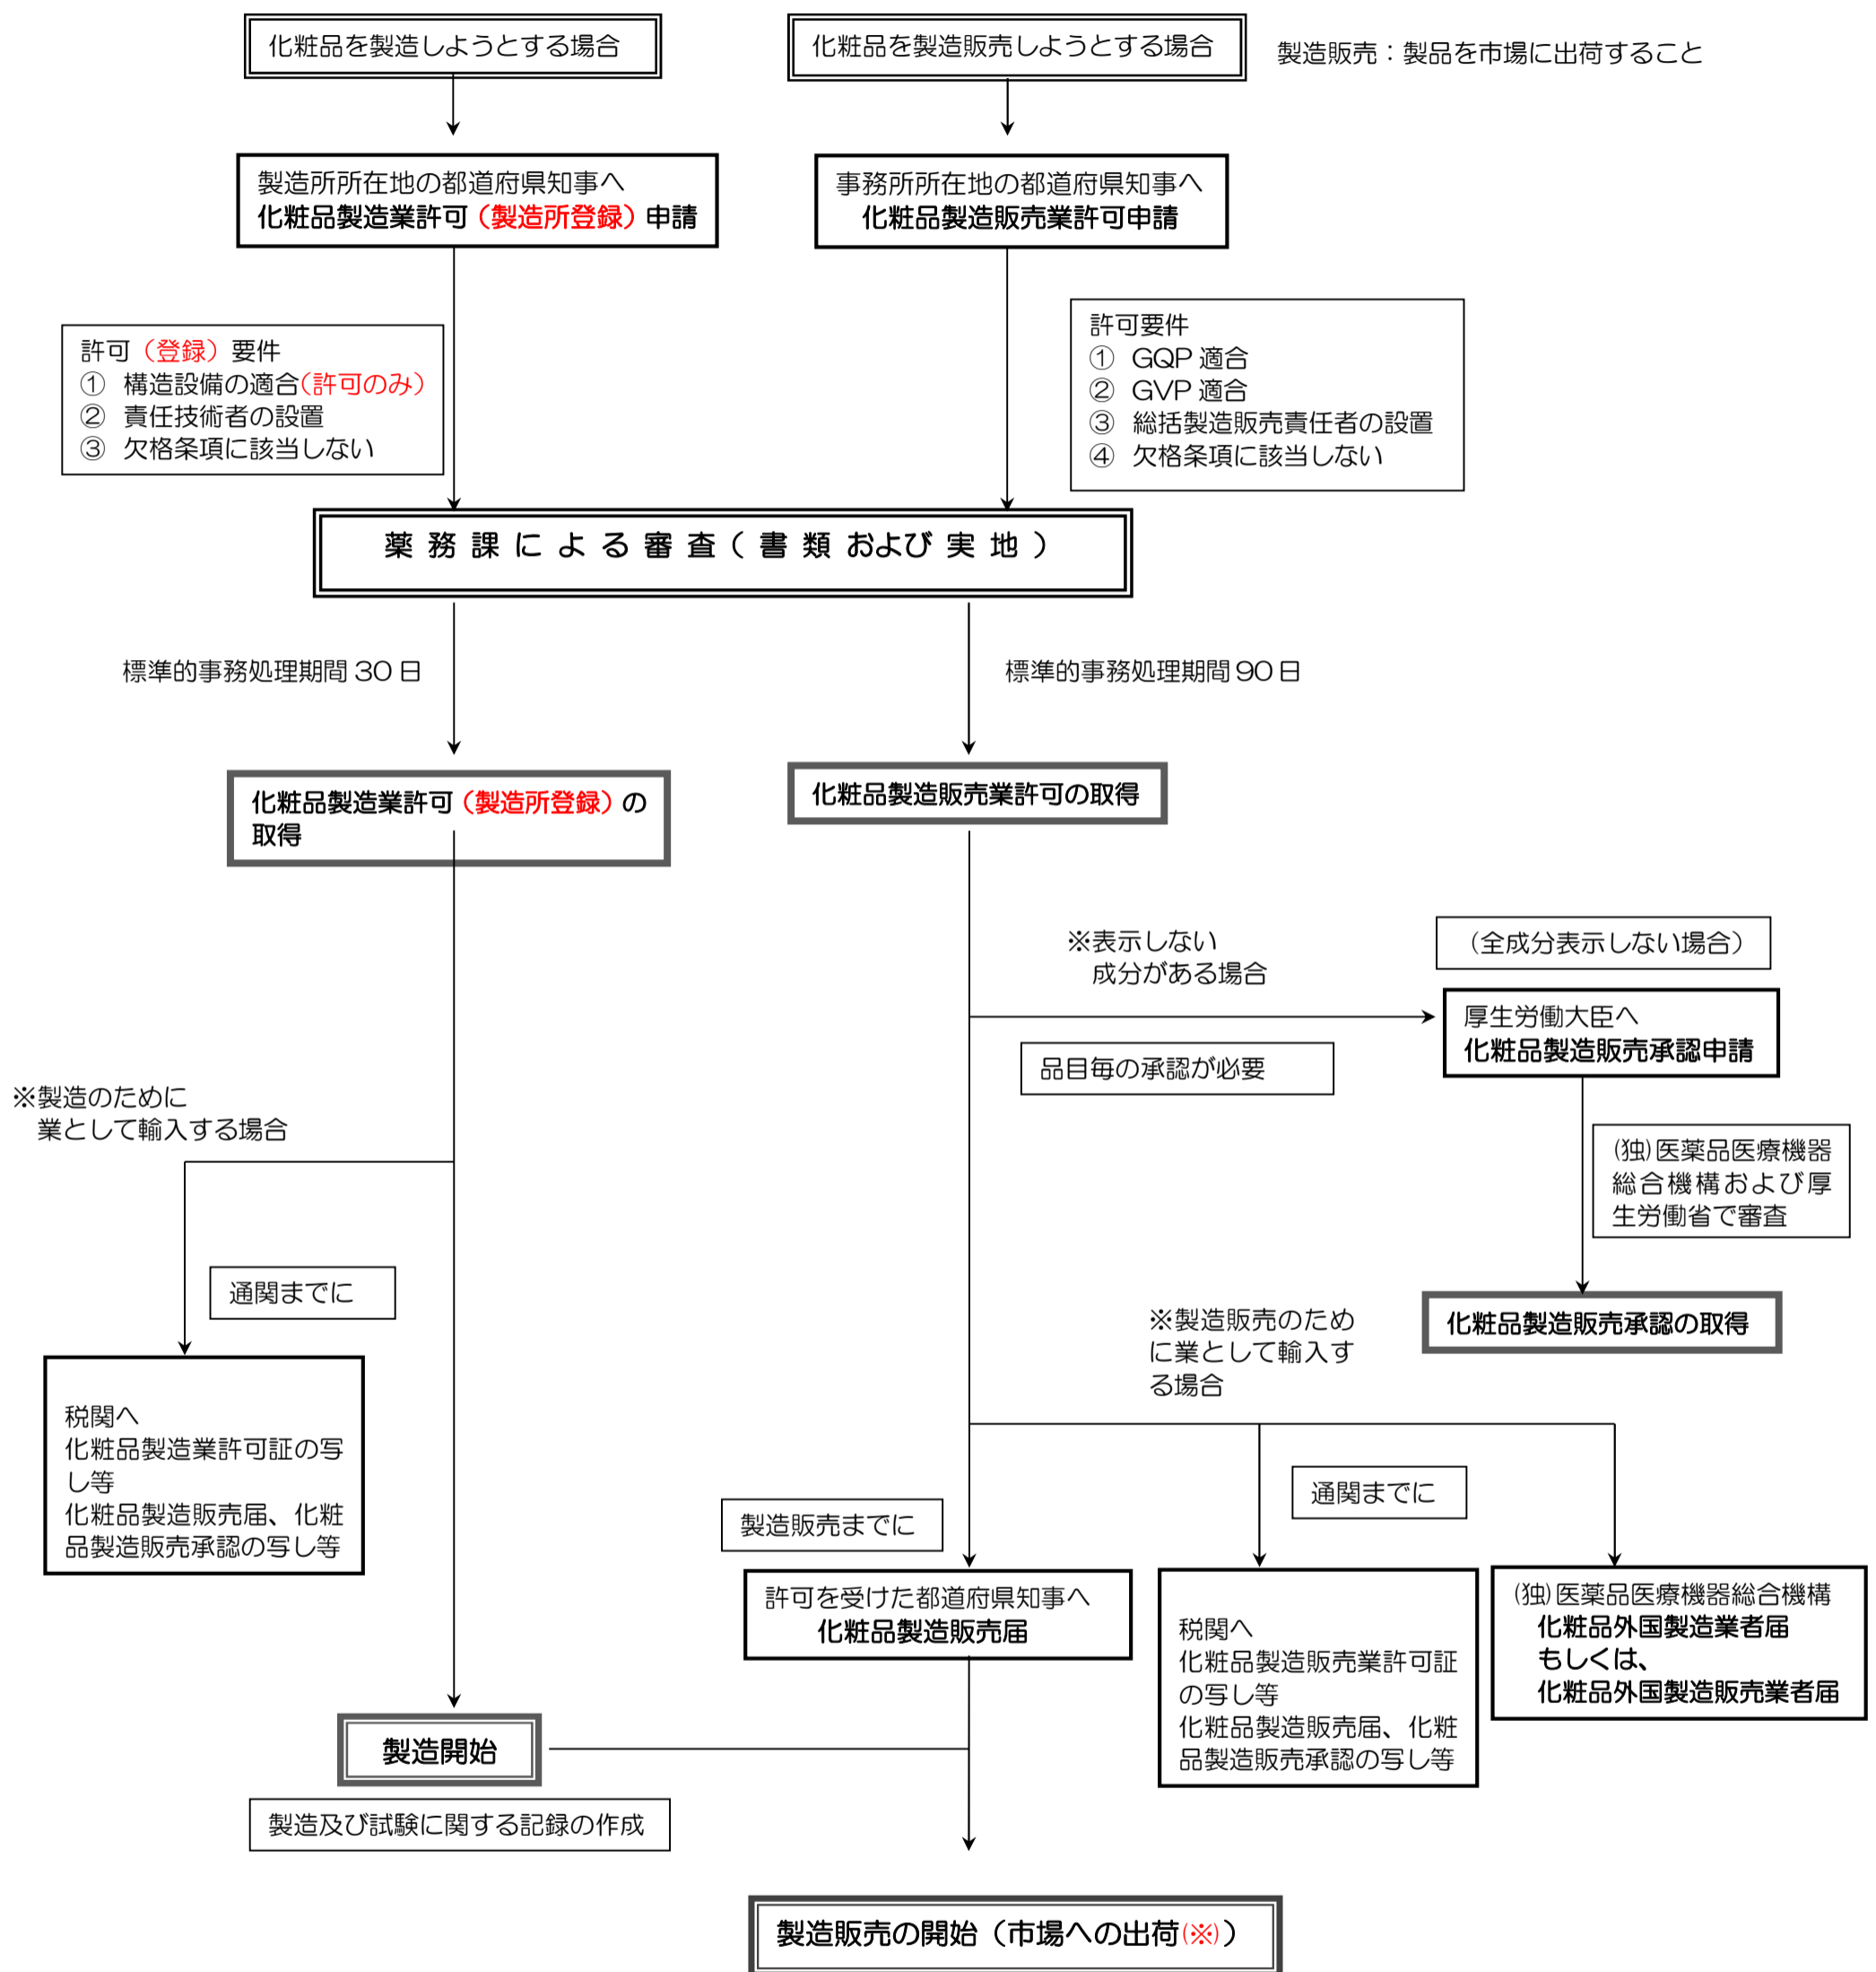 化粧品を製造しようとする場合
化粧品を製造販売しようとする場合
製造販売：製品を市場に出荷すること
製造所所在地の都道府県知事へ
化粧品製造業許可（製造所登録）申請
事務所所在地の都道府県知事へ
化粧品製造販売業許可申請
許可（登録）要件
① 構造設備の適合(許可のみ)
② 責任技術者の設置
③ 欠格条項に該当しない
許可要件
① GQP 適合
② GVP 適合
③ 総括製造販売責任者の設置
④ 欠格条項に該当しない
薬務課による審査(書類および実地)
標準的事務処理期間 30 日
標準的事務処理期間 90 日
化粧品製造業許可（製造所登録）の
取得
化粧品製造販売業許可の取得
※表示しない
成分がある場合
（全成分表示しない場合）
厚生労働大臣へ
化粧品製造販売承認申請
品目毎の承認が必要
※製造のために
業として輸入する場合
(独)医薬品医療機器
総合機構および厚
生労働省で審査
通関までに
化粧品製造販売承認の取得
※製造販売のため
に業として輸入す
る場合
税関へ
化粧品製造業許可証の写
し等
化粧品製造販売届、化粧
品製造販売承認の写し等
通関までに
製造販売までに
許可を受けた都道府県知事へ
化粧品製造販売届
税関へ
化粧品製造販売業許可証
の写し等
化粧品製造販売届、化粧
品製造販売承認の写し等
(独)医薬品医療機器総合機構
化粧品外国製造業者届
もしくは、
化粧品外国製造販売業者届
製造開始
製造及び試験に関する記録の作成
製造販売の開始（市場への出荷(※)）